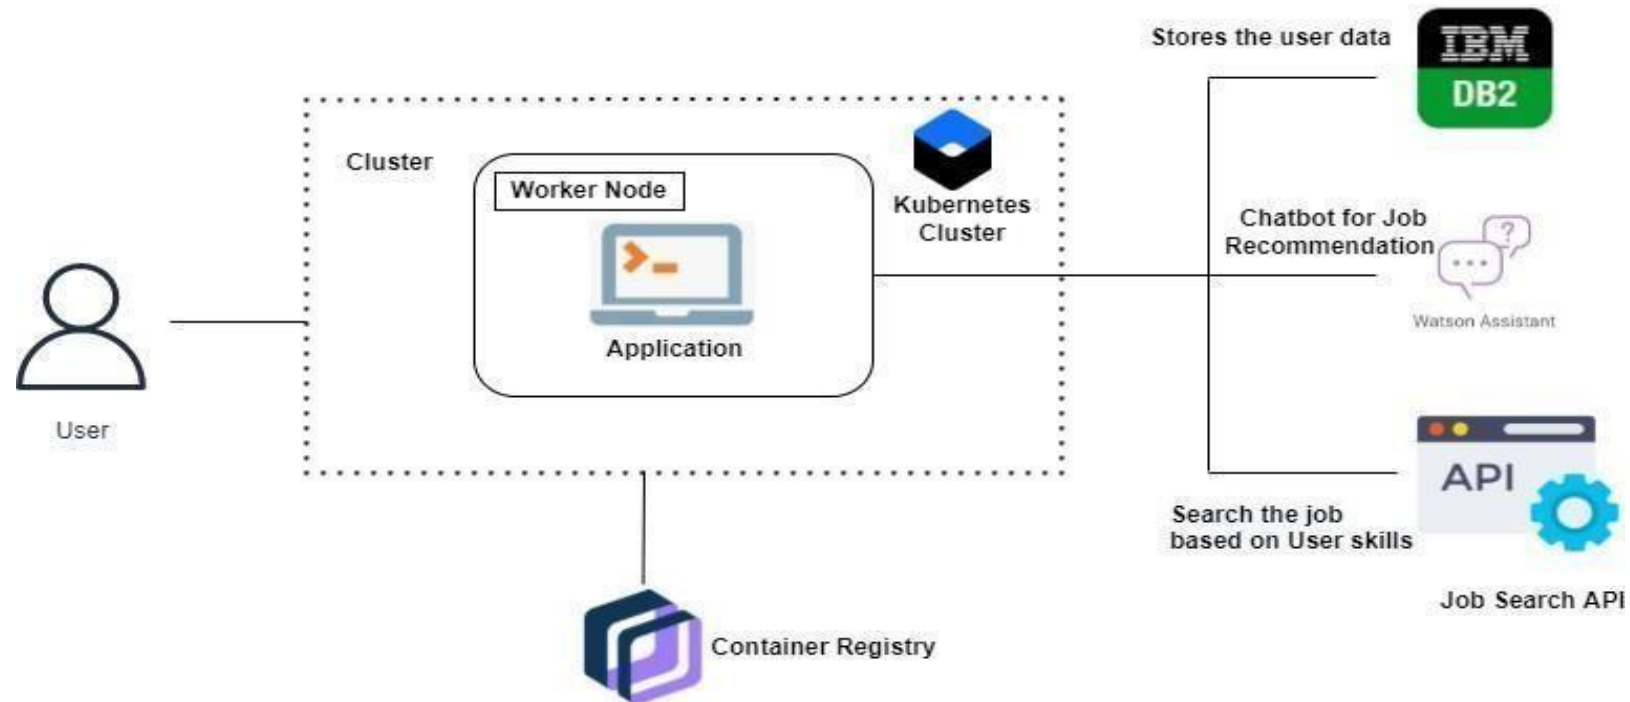 Stores the user data
IBM
DB2
Cluster
Worker Node
Kubernetes
Cluster
Chatbot for Job
Recommendation
?
Watson Assistant
Application
User
API
Search the job
based on User skills
Job Search API
Container Registry